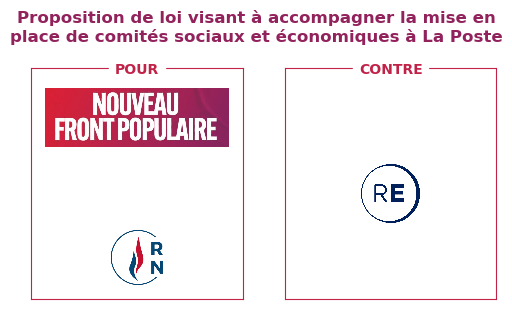 Proposition de loi visant à accompagner la mise en
place de comités sociaux et économiques à La Poste
POUR
NOUVEAU
FRONT POPULAIRE
R
N
CONTRE
RE